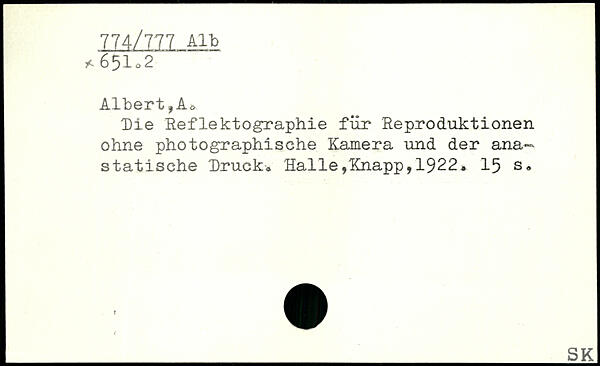 774/777 Alb
× 651.2
Albert,A.
Die Reflektographie für Reproduktionen
ohne photographische Kamera und der ana-
statische Druck. Halle,Knapp,1922. 15 s.
SK